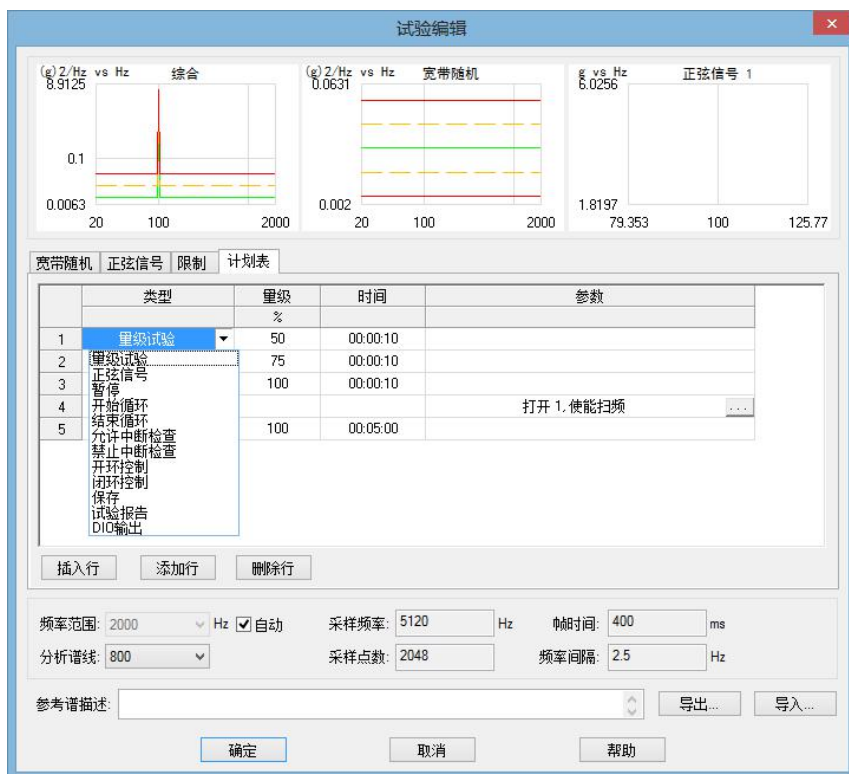 试验编辑
(g)2/Hz vs Hz 综合
8.9125
0.1
0.0063
20 100 2000
(g)2/Hz vs Hz 宽带随机
0.0631
0.002
20 100 2000
g vs Hz 正弦信号 1
6.0256
1.8197
79.353 100 125.77
宽带随机 正弦信号 限制 计划表
类型 量级 时间 参数
%
1 量级试验 50 00:00:10
2 75 00:00:10
3 100 00:00:10
4 打开 1,使能扫频 ...
5 100 00:05:00
量级试验
正弦信号
暂停
开始循环
结束循环
允许中断检查
禁止中断检查
开环控制
闭环控制
保存
试验报告
DIO输出
插入行 添加行 删除行
频率范围: 2000 Hz 自动 采样频率: 5120 Hz 帧时间: 400 ms
分析谱线: 800 采样点数: 2048 频率间隔: 2.5 Hz
参考谱描述: 导出... 导入...
确定 取消 帮助